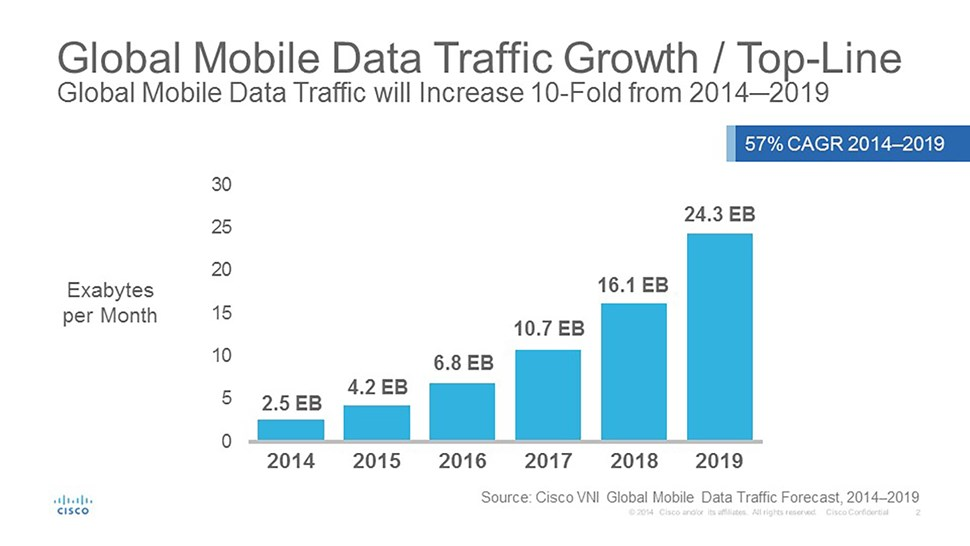 Global Mobile Data Traffic Growth / Top-Line
Global Mobile Data Traffic will Increase 10-Fold from 2014—2019
57% CAGR 2014–2019
30
25
20
15
10
5
0
Exabytes
per Month
2.5 EB
4.2 EB
6.8 EB
10.7 EB
16.1 EB
24.3 EB
2014 2015 2016 2017 2018 2019
Source: Cisco VNI Global Mobile Data Traffic Forecast, 2014–2019
© 2014 Cisco and/or its affiliates. All rights reserved. Cisco Confidential 2
CISCO